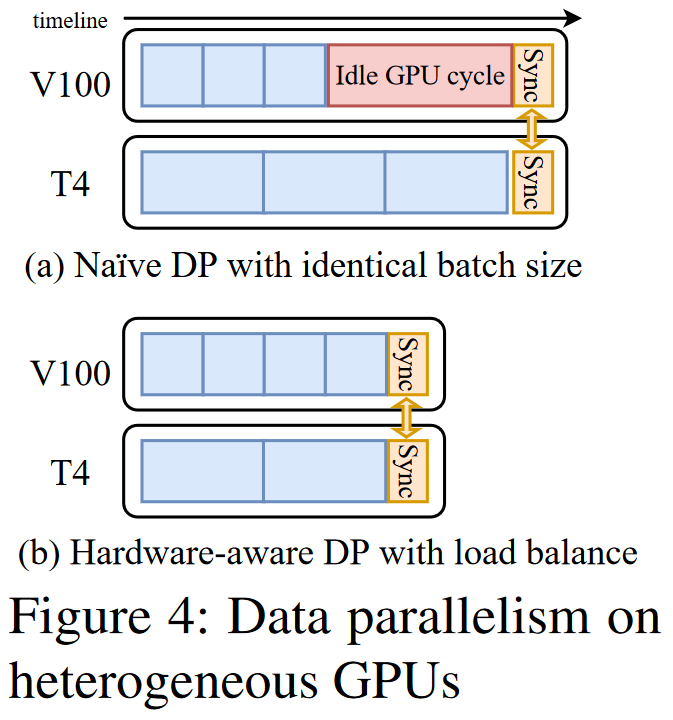 timeline
V100
Idle GPU cycle
Sync
T4
Sync
(a) Naïve DP with identical batch size
V100
Sync
T4
Sync
(b) Hardware-aware DP with load balance
Figure 4: Data parallelism on
heterogeneous GPUs